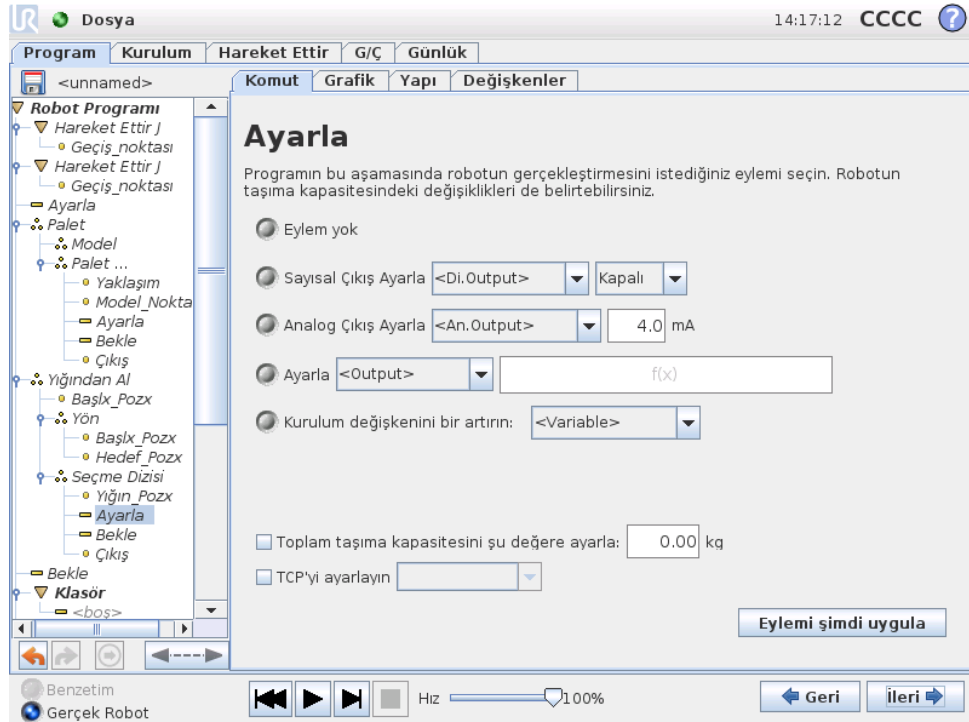 UR Dosya 14:17:12 CCCC ?
Program Kurulum Hareket Ettir G/Ç Günlük
<unnamed>
Komut Grafik Yapı Değişkenler
Robot Programı
Hareket Ettir J
Geçiş_noktası
Hareket Ettir J
Geçiş_noktası
Ayarla
Palet
Model
Palet ...
Yaklaşım
Model_Nokta
Ayarla
Bekle
Çıkış
Yığından Al
Başlx_Pozx
Yön
Başlx_Pozx
Hedef_Pozx
Seçme Dizisi
Yığın_Pozx
Ayarla
Bekle
Çıkış
Bekle
Klasör
<boş>
Ayarla
Programın bu aşamasında robotun gerçekleştirmesini istediğiniz eylemi seçin. Robotun
taşıma kapasitesindeki değişiklikleri de belirtebilirsiniz.
Eylem yok
Sayısal Çıkış Ayarla <Di.Output> Kapalı
Analog Çıkış Ayarla <An.Output> 4.0 mA
Ayarla <Output> f(x)
Kurulum değişkenini bir artırın: <Variable>
Toplam taşıma kapasitesini şu değere ayarla: 0.00 kg
TCP'yi ayarlayın
Eylemi şimdi uygula
Benzetim
Gerçek Robot
Hız 100%
Geri İleri